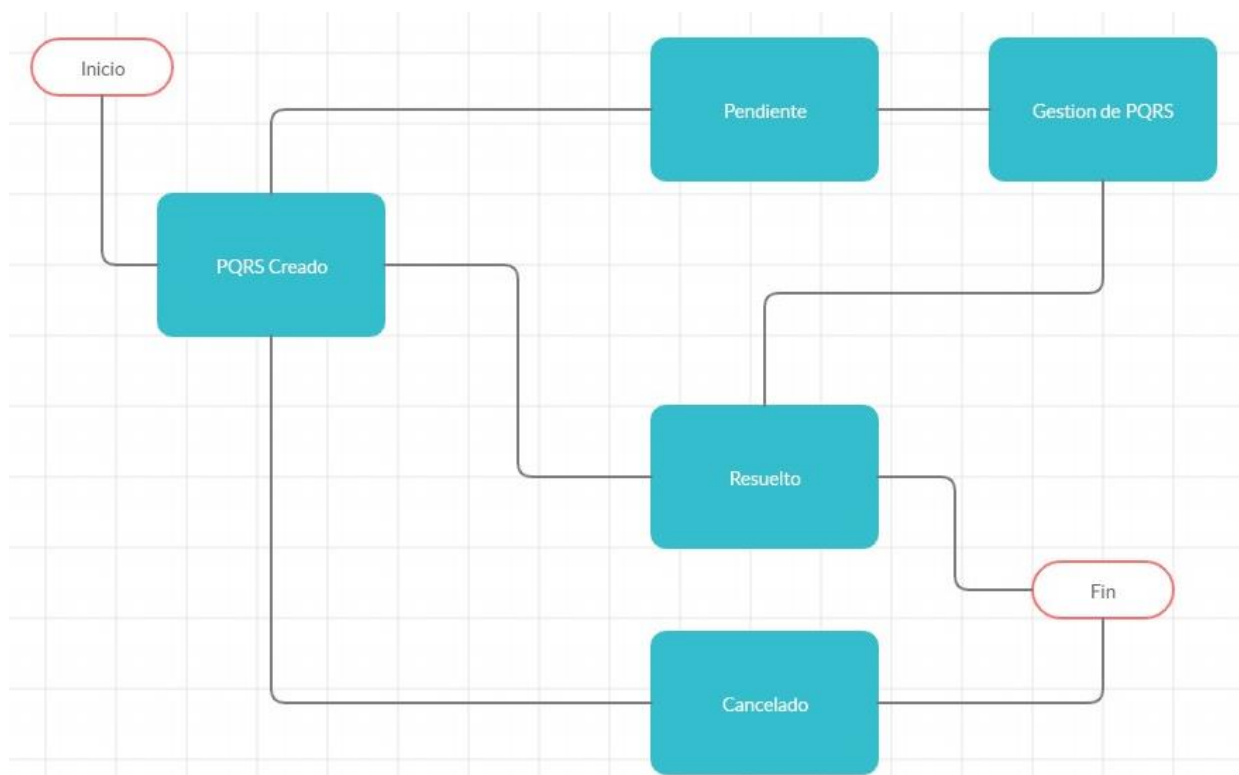 Inicio
Pendiente
Gestion de PQRS
PQRS Creado
Resuelto
Fin
Cancelado